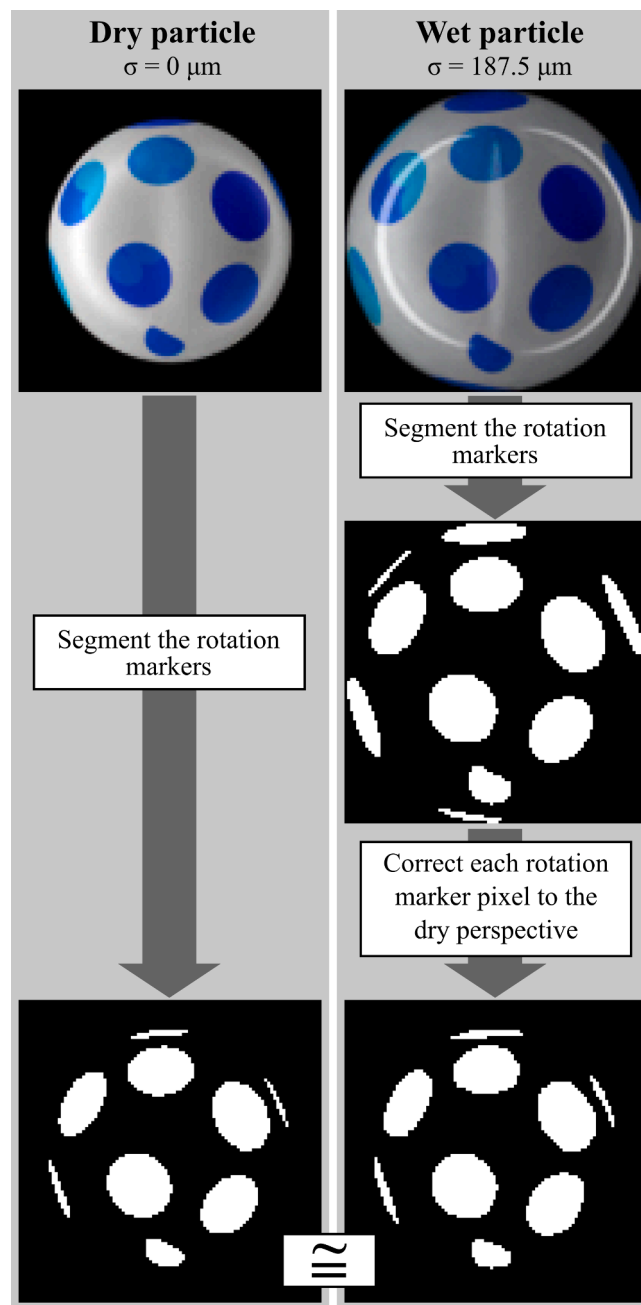 Dry particle
σ = 0 μm
Wet particle
σ = 187.5 μm
Segment the rotation
markers
Segment the rotation
markers
Correct each rotation
marker pixel to the
dry perspective
≅